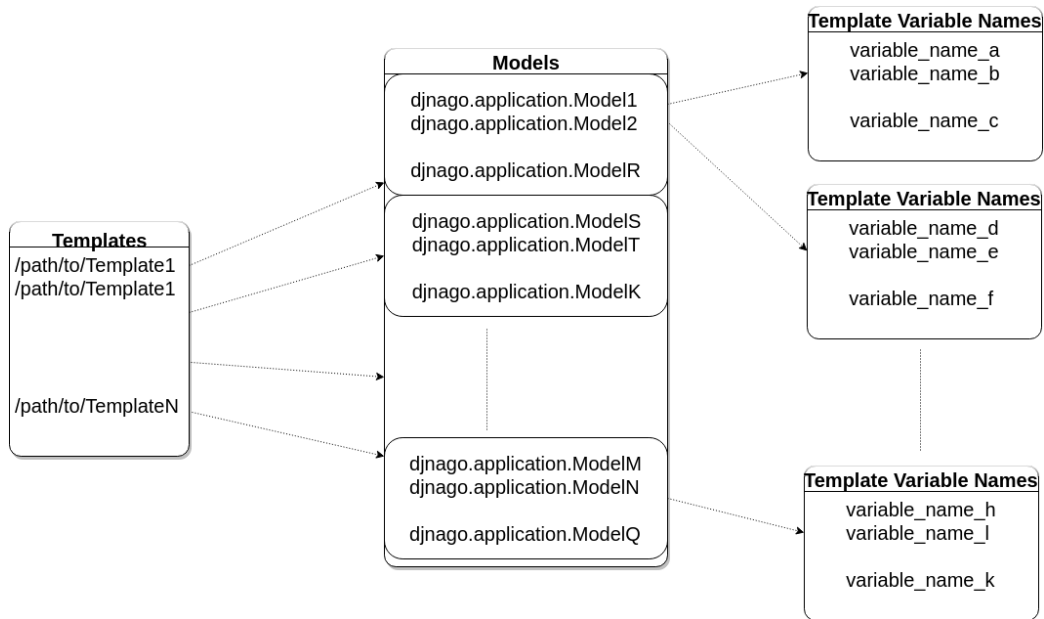 Templates
/path/to/Template1
/path/to/Template1
/path/to/TemplateN
Models
djnago.application.Model1
djnago.application.Model2
djnago.application.ModelR
djnago.application.ModelS
djnago.application.ModelT
djnago.application.ModelK
djnago.application.ModelM
djnago.application.ModelN
djnago.application.ModelQ
Template Variable Names
variable_name_a
variable_name_b
variable_name_c
Template Variable Names
variable_name_d
variable_name_e
variable_name_f
Template Variable Names
variable_name_h
variable_name_l
variable_name_k